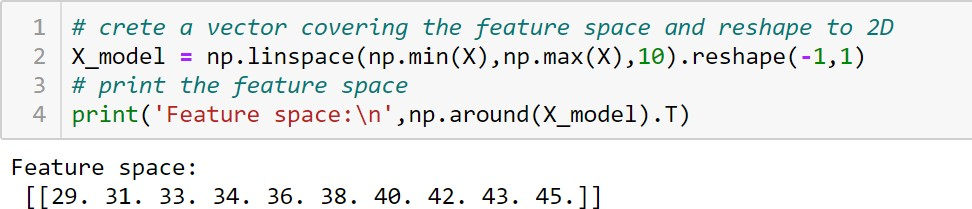 1 # crete a vector covering the feature space and reshape to 2D
2 X_model = np.linspace(np.min(X),np.max(X),10).reshape(-1,1)
3 # print the feature space
4 print('Feature space:\n',np.around(X_model).T)
Feature space:
[[29. 31. 33. 34. 36. 38. 40. 42. 43. 45.]]